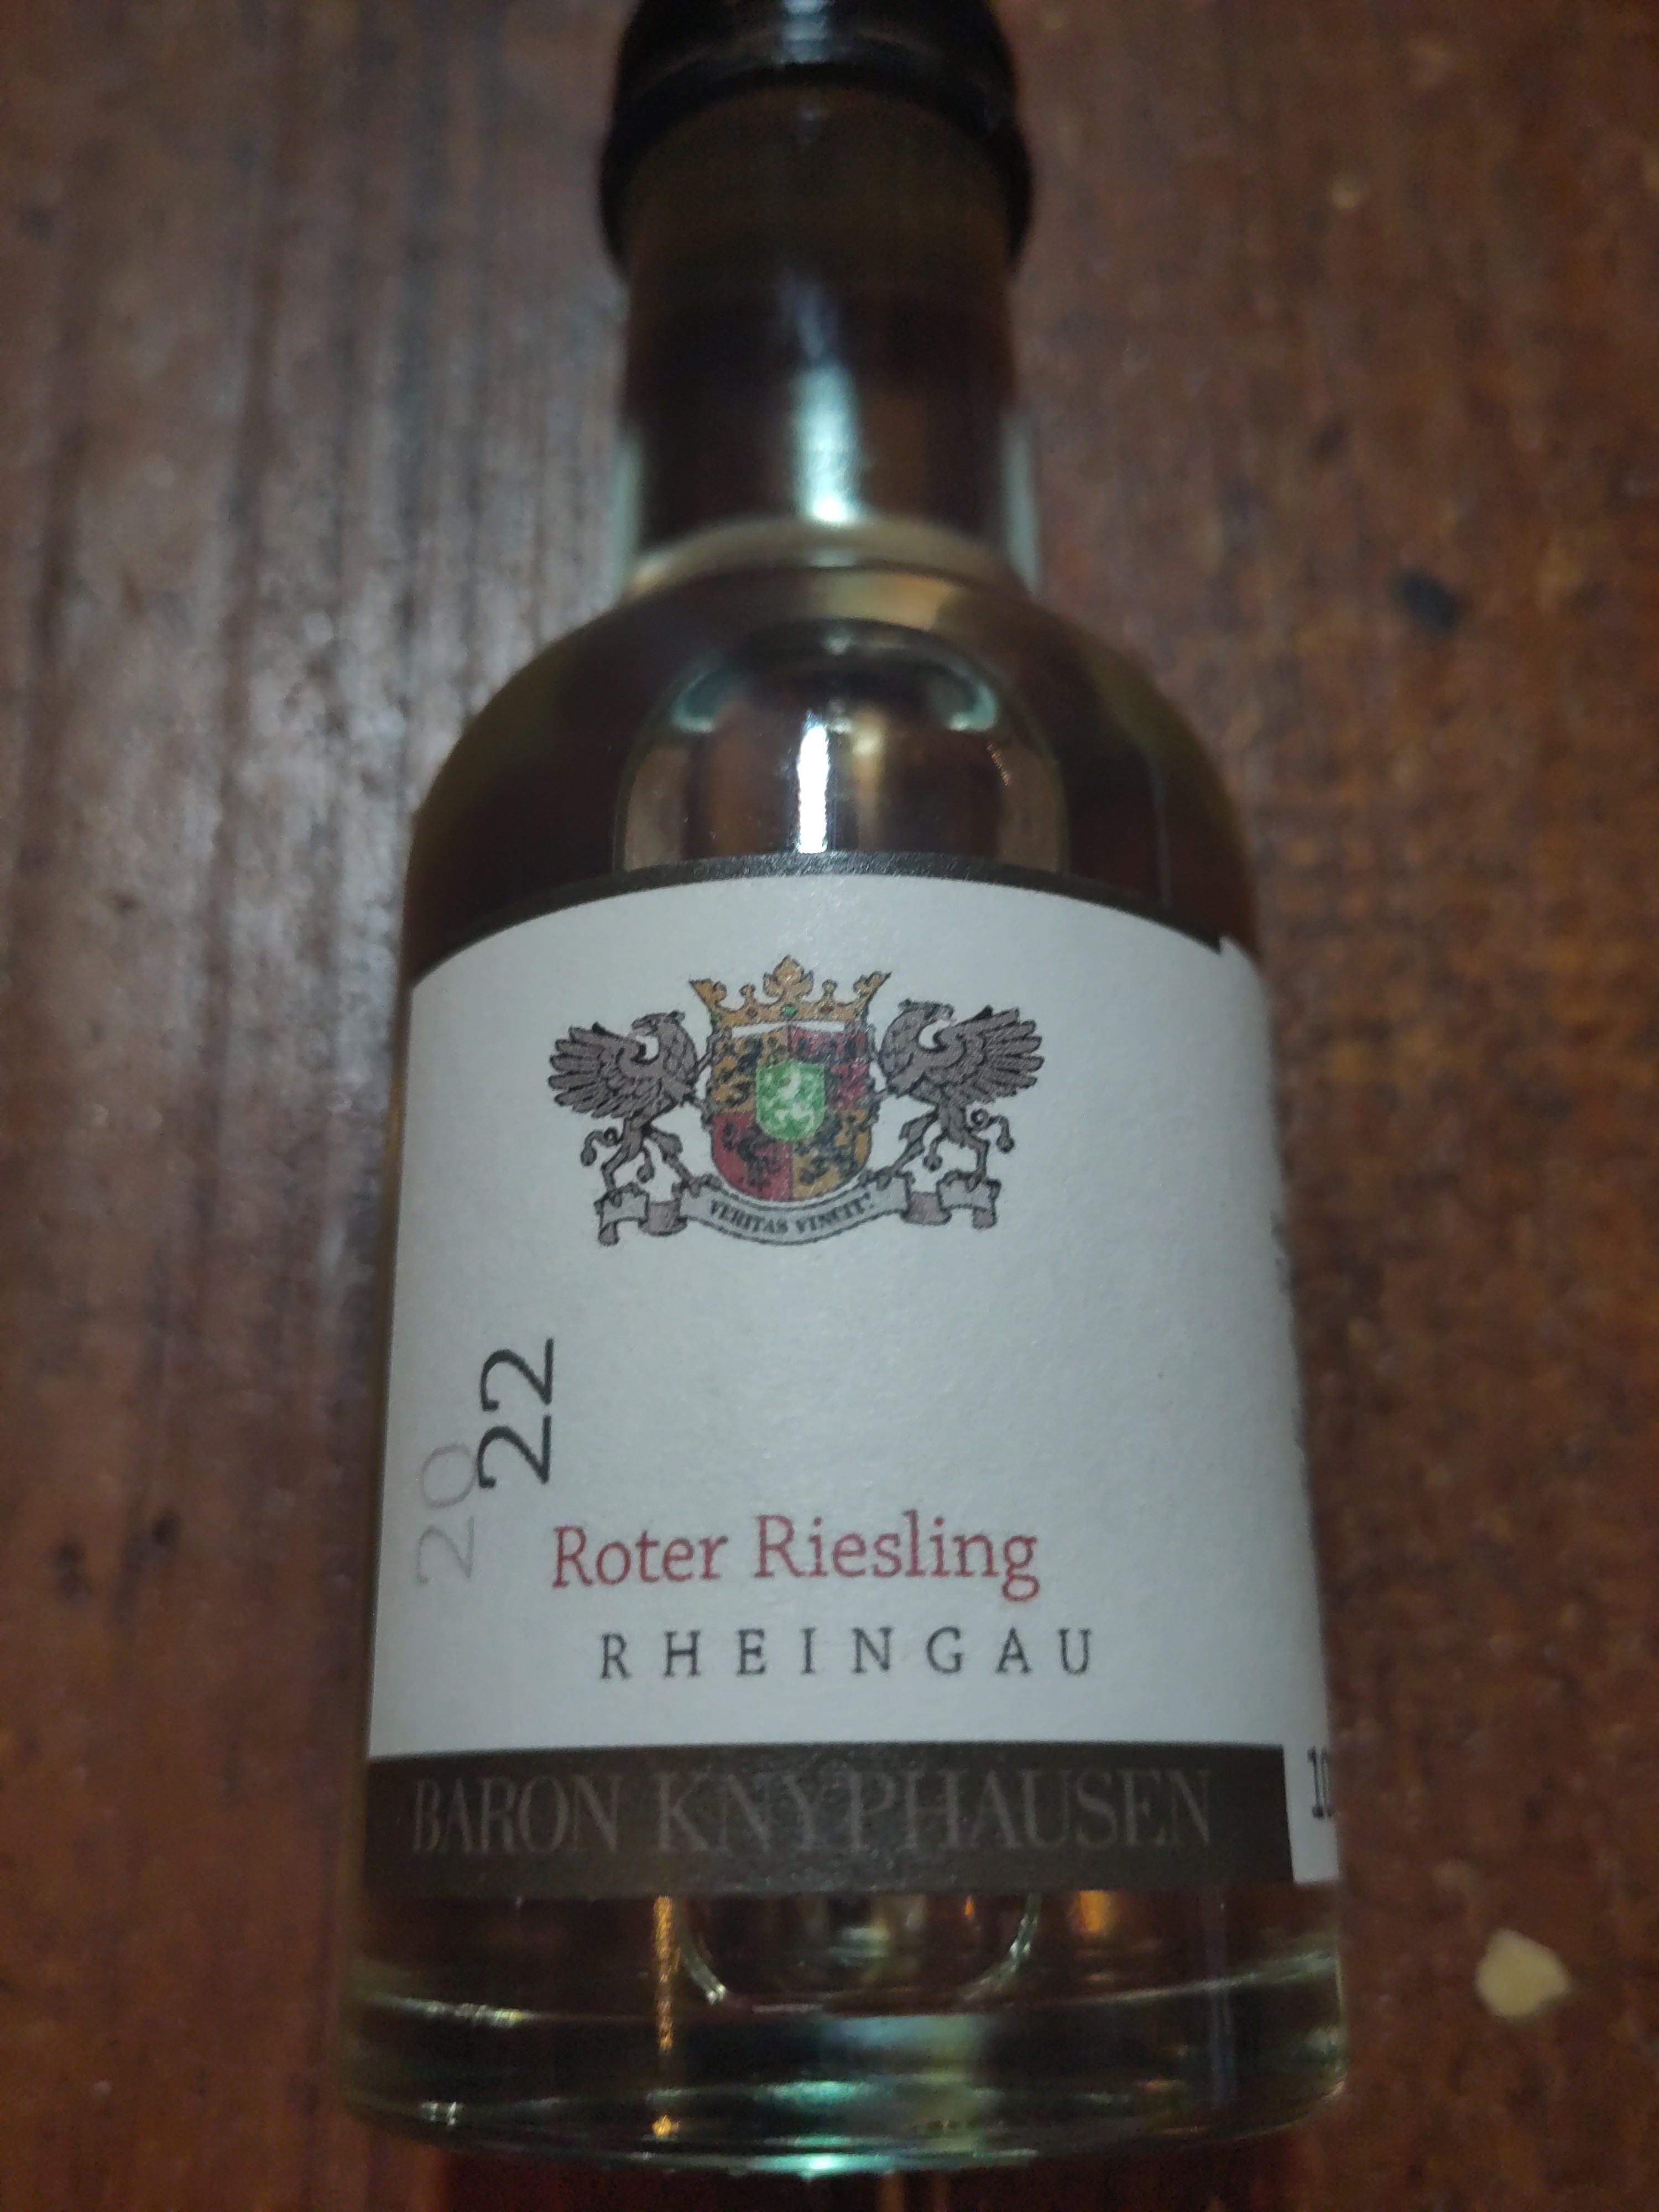 VERITAS VINCIT!
2022
Roter Riesling
RHEINGAU
BARON KNYPHAUSEN